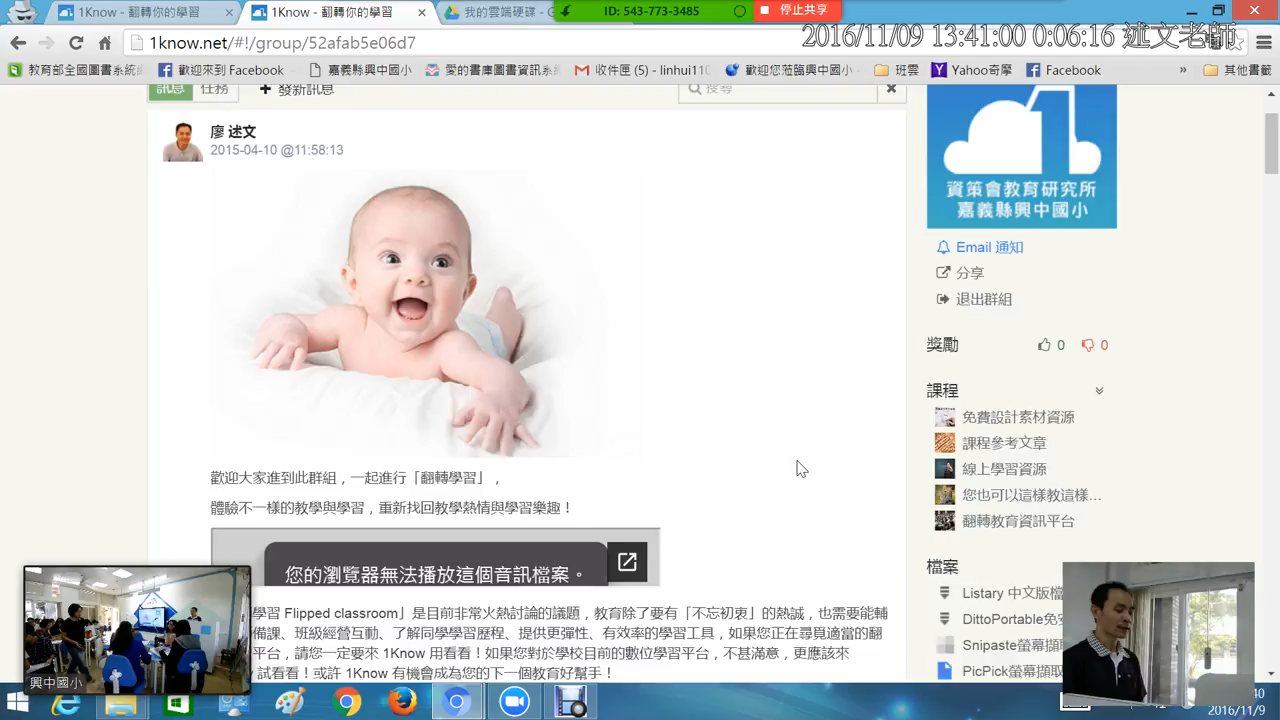 1Know - 翻轉你的學習
1Know - 翻轉你的學習
我的雲端硬碟 - G
ID: 543-773-3485
停止共享
1know.net/#!/group/52afab5e06d7
2016/11/09 13:41:00 0:06:16 述文老師
教育部全國圖書系統
歡迎來到 Facebook
嘉義縣興中國小
愛的書庫圖書資訊系統
收件匣 (5) - linhui110
歡迎您蒞臨興中國小
班雲
Yahoo奇摩
Facebook
»
其他書籤
訊息
任務
發新訊息
搜尋
廖 述文
2015-04-10 @11:58:13
歡迎大家進到此群組，一起進行「翻轉學習」，
體驗不一樣的教學與學習，重新找回教學熱情與學習樂趣！
您的瀏覽器無法播放這個音訊檔案。
學習 Flipped classroom」是目前非常火熱討論的議題，教育除了要有「不忘初衷」的熱誠，也需要能輔
備課、班級經營互動、了解同學學習歷程、提供更彈性、有效率的學習工具，如果您正在尋覓適當的翻
平台，請您一定要來 1Know 用看看！如果您對於學校目前的數位學習平台，不甚滿意，更應該來
試看看！或許 1know 有機會成為您的下一個教育好幫手！
資策會教育研究所
嘉義縣興中國小
Email 通知
分享
退出群組
獎勵
0
0
課程
免費設計素材資源
課程參考文章
線上學習資源
您也可以這樣教這樣…
翻轉教育資訊平台
檔案
Listary 中文版檔
DittoPortable免安
Snipaste螢幕擷取
PicPick螢幕擷取
興中國小
40
2016/11/9